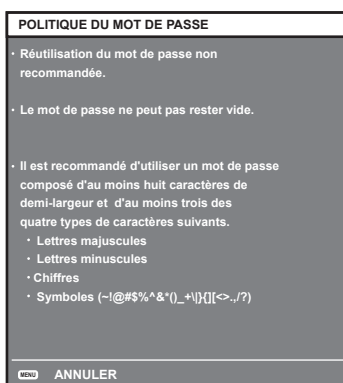 POLITIQUE DU MOT DE PASSE
· Réutilisation du mot de passe non
recommandée.
· Le mot de passe ne peut pas rester vide.
· Il est recommandé d'utiliser un mot de passe
composé d'au moins huit caractères de
demi-largeur et d'au moins trois des
quatre types de caractères suivants.
· Lettres majuscules
· Lettres minuscules
· Chiffres
· Symboles (~!@#$%^&*()_+\|}{][<>.,/?)
MENU ANNULER